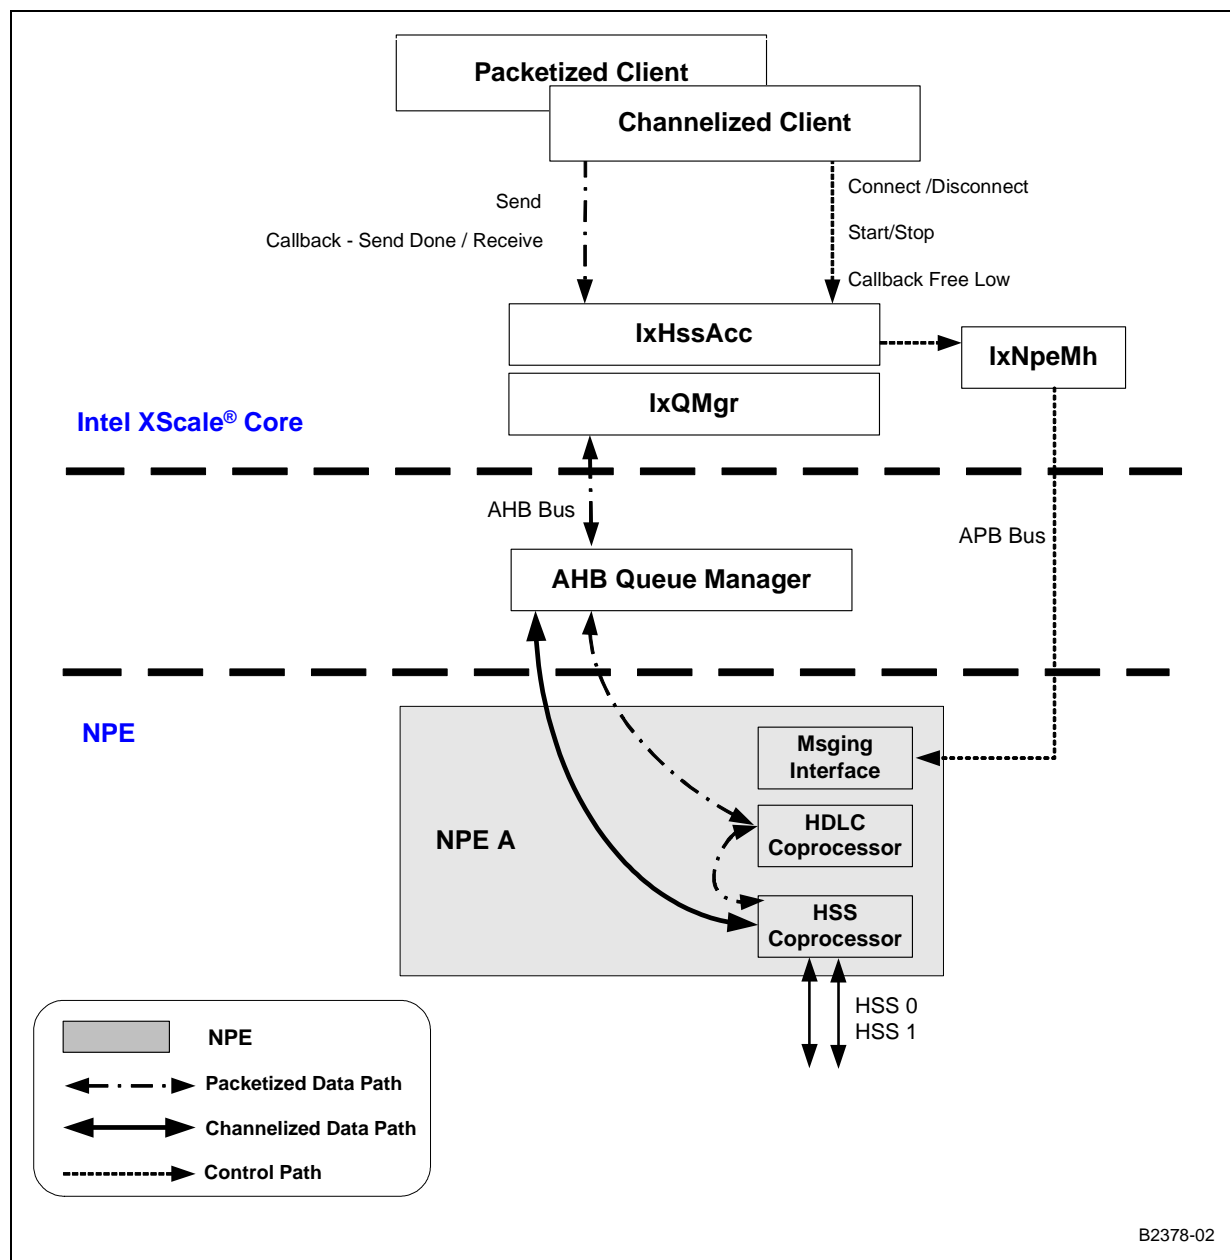 Packetized Client
Channelized Client
Send
Callback - Send Done / Receive
Connect /Disconnect
Start/Stop
Callback Free Low
IxHssAcc
IxNpeMh
IxQMgr
Intel XScale® Core
AHB Bus
APB Bus
AHB Queue Manager
NPE
Msging
Interface
NPE A
HDLC
Coprocessor
HSS
Coprocessor
HSS 0
HSS 1
NPE
Packetized Data Path
Channelized Data Path
Control Path
B2378-02